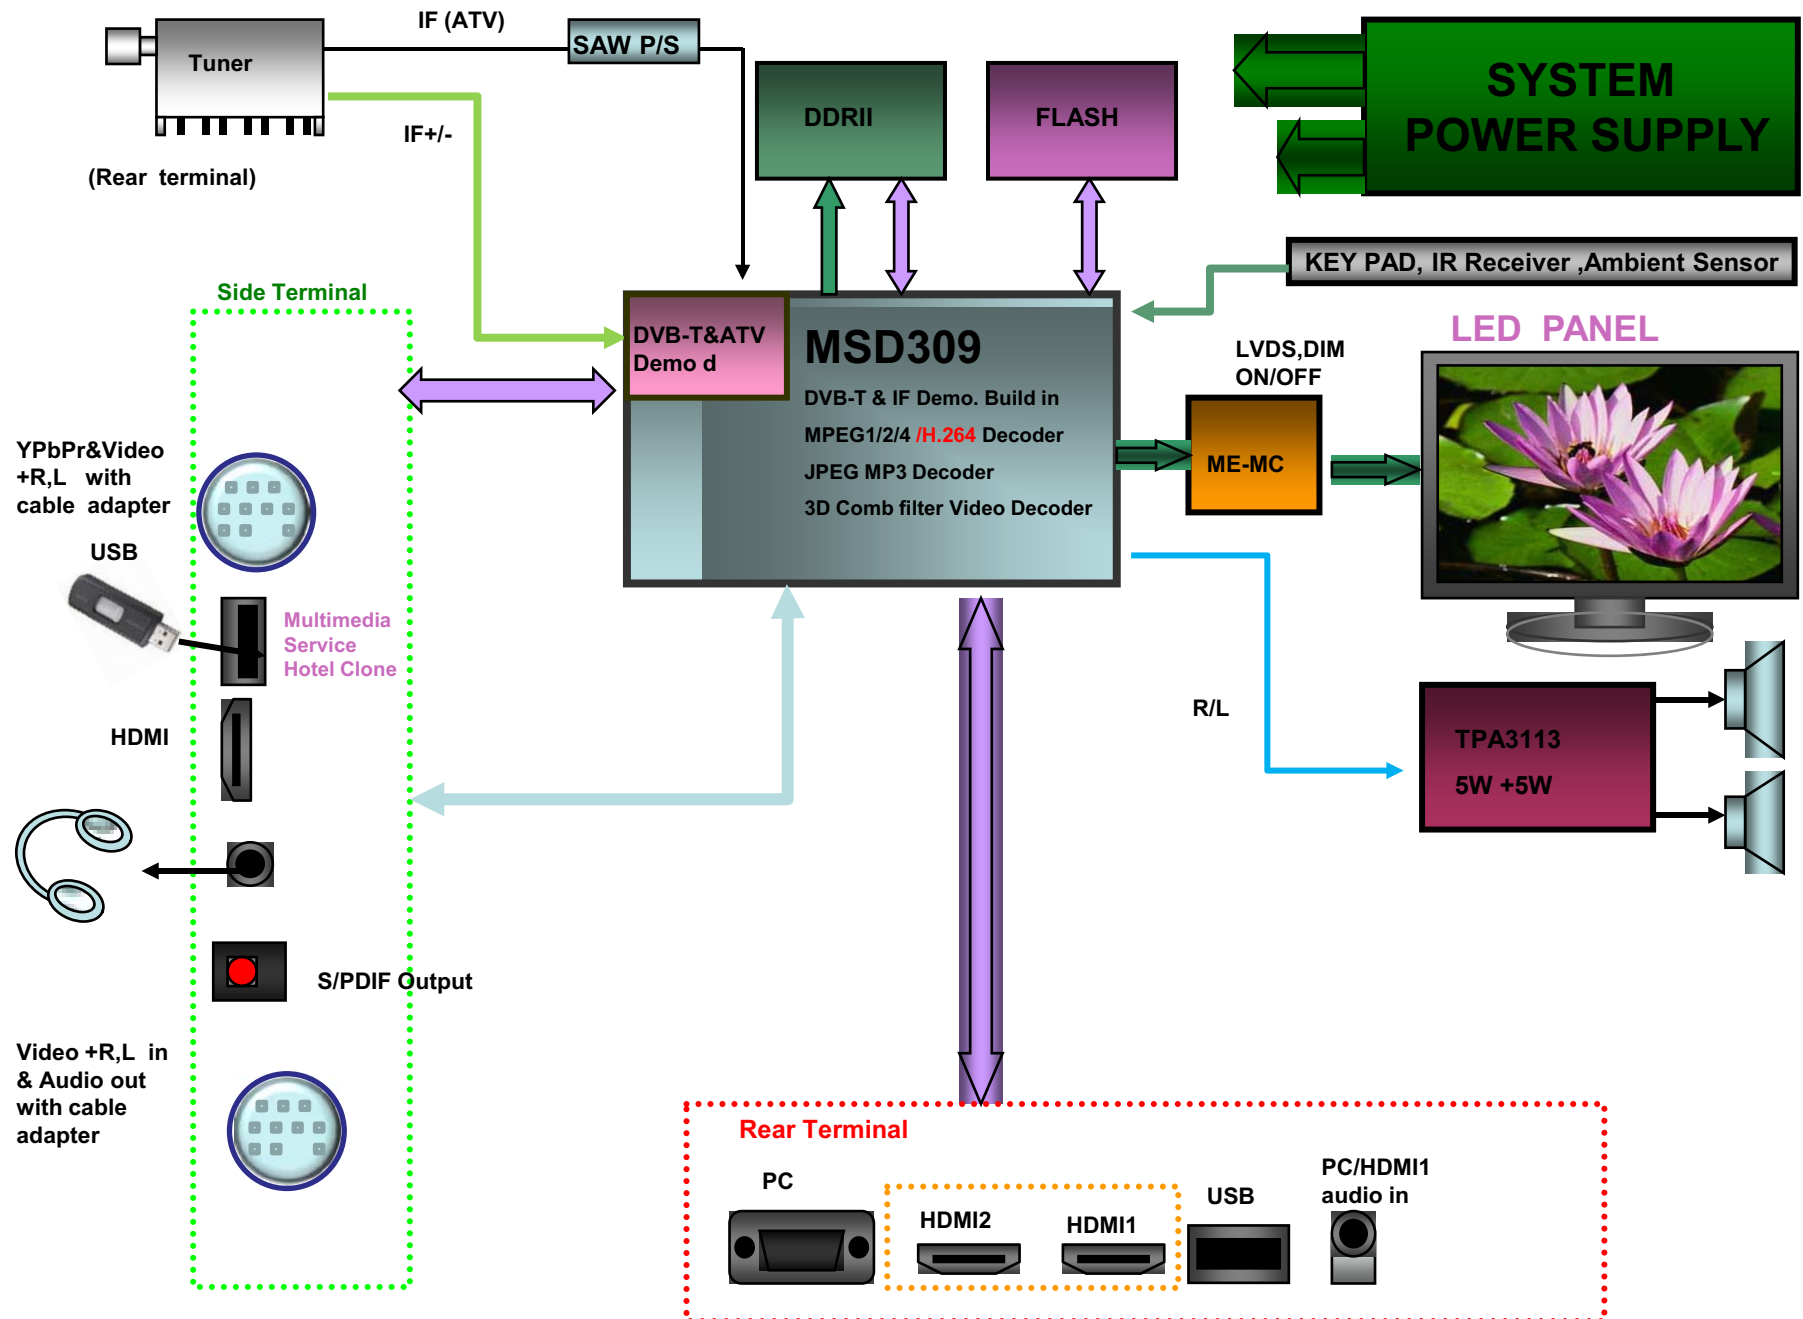 IF (ATV)
SAW P/S
Tuner
IF+/-
(Rear terminal)
DDRII
FLASH
SYSTEM
POWER SUPPLY
KEY PAD, IR Receiver ,Ambient Sensor
Side Terminal
DVB-T&ATV
Demo d
MSD309
DVB-T & IF Demo. Build in
MPEG1/2/4 /H.264 Decoder
JPEG MP3 Decoder
3D Comb filter Video Decoder
LVDS,DIM
ON/OFF
ME-MC
LED PANEL
YPbPr&Video
+R,L with
cable adapter
USB
Multimedia
Service
Hotel Clone
HDMI
R/L
TPA3113
5W +5W
S/PDIF Output
Video +R,L in
& Audio out
with cable
adapter
Rear Terminal
PC
HDMI2
HDMI1
USB
PC/HDMI1
audio in